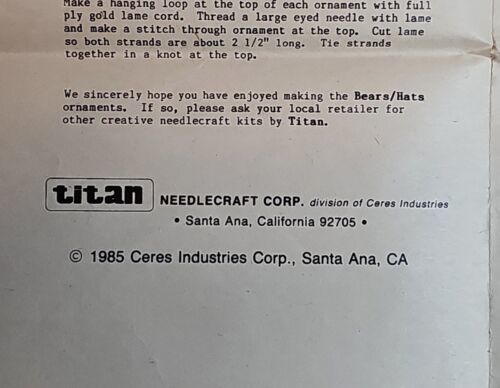 Make a hanging loop at the top of each ornament with full
ply gold lame cord. Thread a large eyed needle with lame
and make a stitch through ornament at the top. Cut lame
so both strands are about 2 1/2" long. Tie strands
together in a knot at the top.
We sincerely hope you have enjoyed making the Bears/Hats
ornaments. If so, please ask your local retailer for
other creative needlecraft kits by Titan.
titan NEEDLECRAFT CORP. division of Ceres Industries
• Santa Ana, California 92705 •
© 1985 Ceres Industries Corp., Santa Ana, CA